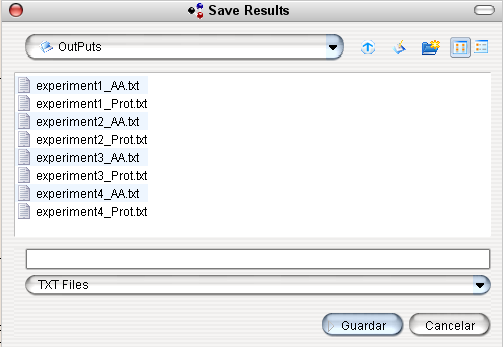 Save Results
OutPuts
experiment1_AA.txt
experiment1_Prot.txt
experiment2_AA.txt
experiment2_Prot.txt
experiment3_AA.txt
experiment3_Prot.txt
experiment4_AA.txt
experiment4_Prot.txt
TXT Files
Guardar Cancelar